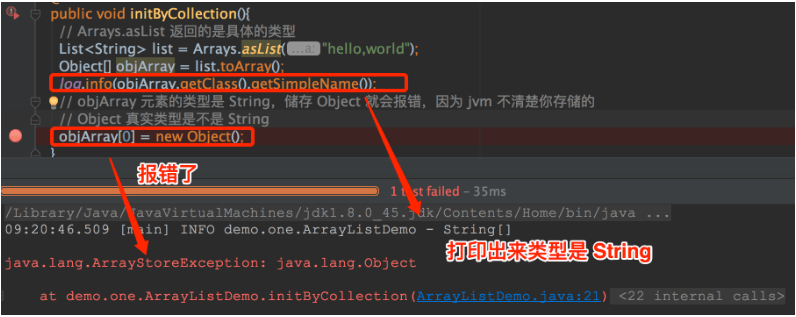 public void initByCollection(){
// Arrays.asList 返回的是具体的类型
List<String> list = Arrays.asList( ...a: "hello,world");
Object[] objArray = list.toArray();
log.info(objArray.getClass().getSimpleName());
// objArray 元素的类型是 String，储存 Object 就会报错，因为 jvm 不清楚你存储的
// Object 真实类型是不是 String
objArray[0] = new Object();
}
报错了
1 test failed – 35ms
/Library/Java/JavaVirtualMachines/jdk1.8.0_45.jdk/Contents/Home/bin/java ...
09:20:46.509 [main] INFO demo.one.ArrayListDemo - String[]
打印出来类型是 String
java.lang.ArrayStoreException: java.lang.Object
at demo.one.ArrayListDemo.initByCollection(ArrayListDemo.java:21) <22 internal calls>